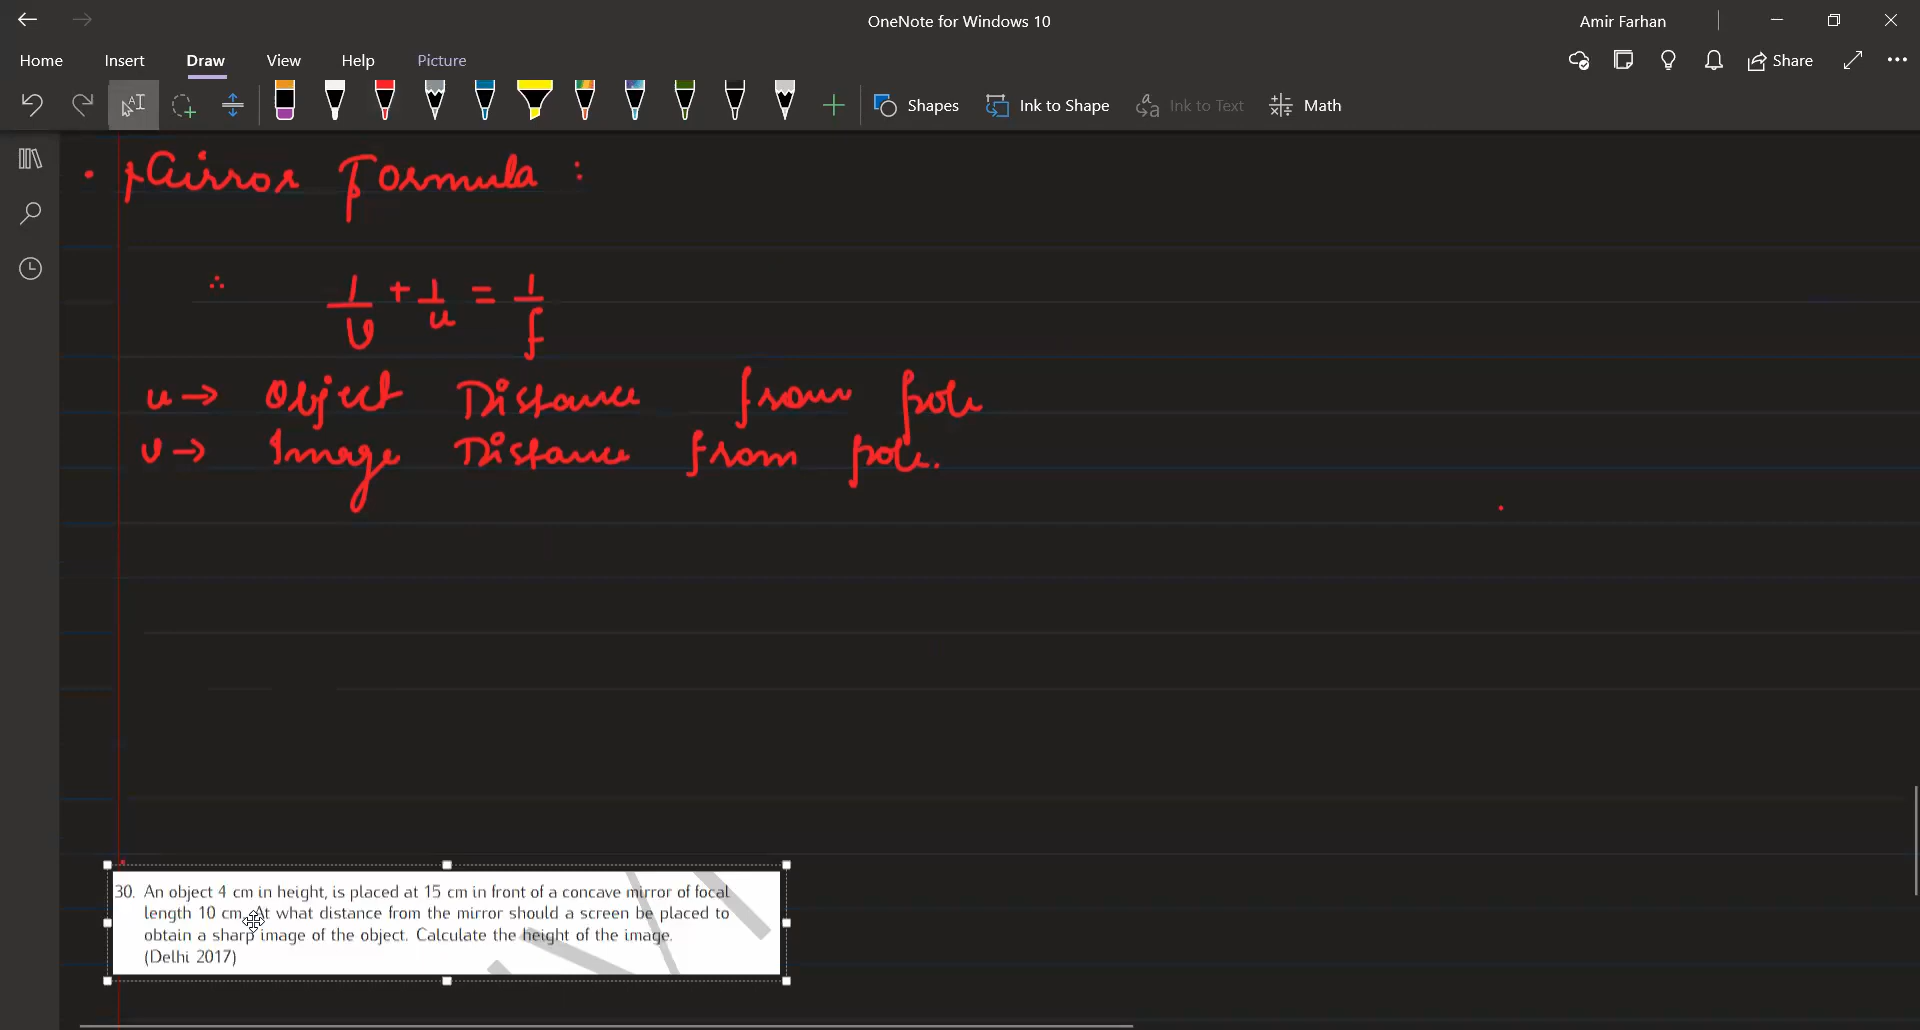 OneNote for Windows 10
Amir Farhan
Home Insert Draw View Help Picture
Share
Shapes Ink to Shape Ink to Text Math
• Mirror Formula :
∴ 1/v + 1/u = 1/f
u → Object Distance from pole
v → Image Distance from pole.
30. An object 4 cm in height, is placed at 15 cm in front of a concave mirror of focal
length 10 cm. At what distance from the mirror should a screen be placed to
obtain a sharp image of the object. Calculate the height of the image.
(Delhi 2017)